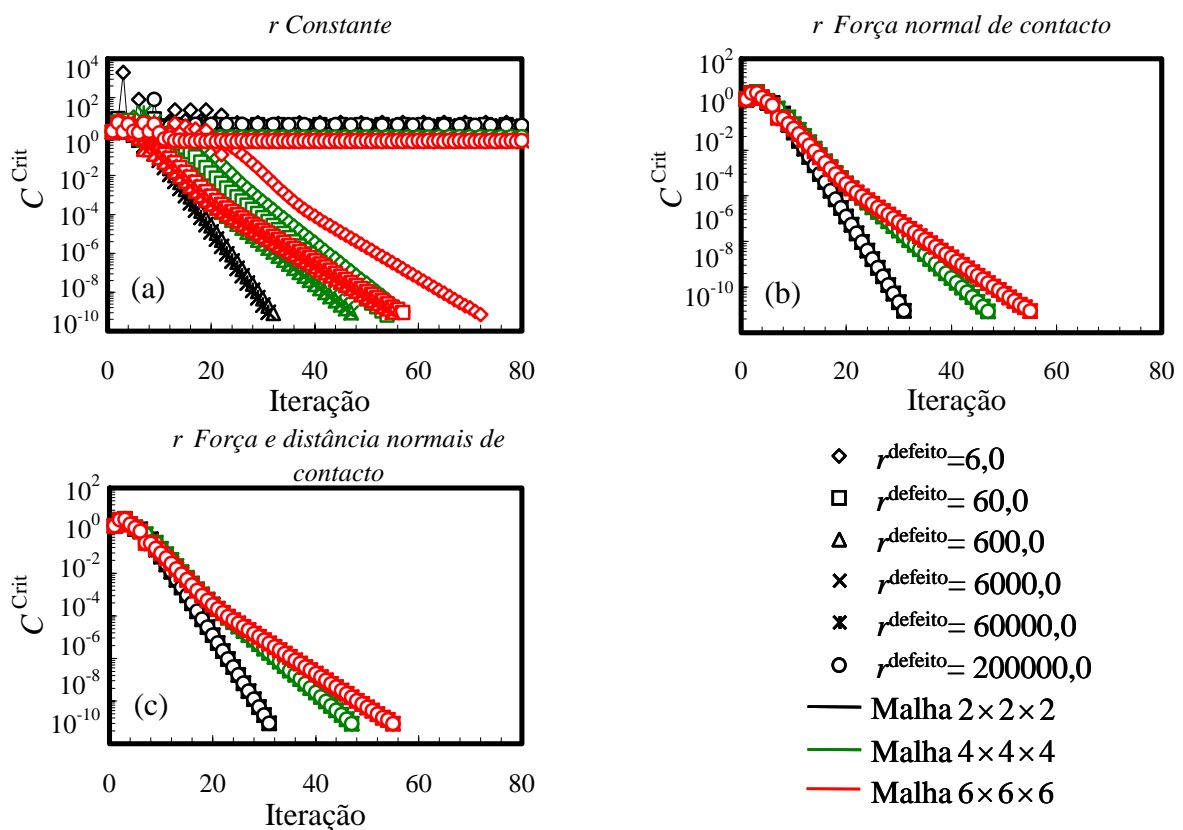 r Constante
10^4
10^2
10^0
10^-2
10^-4
10^-6
10^-8
10^-10
C^Crit
(a)
0
20
40
60
80
Iteração
r Força normal de contacto
10^2
10^0
10^-2
10^-4
10^-6
10^-8
10^-10
C^Crit
(b)
0
20
40
60
80
Iteração
r Força e distância normais de
contacto
10^2
10^0
10^-2
10^-4
10^-6
10^-8
10^-10
C^Crit
(c)
0
20
40
60
80
Iteração
r^defeito=6,0
r^defeito= 60,0
r^defeito= 600,0
r^defeito= 6000,0
r^defeito= 60000,0
r^defeito= 200000,0
Malha 2×2×2
Malha 4×4×4
Malha 6×6×6